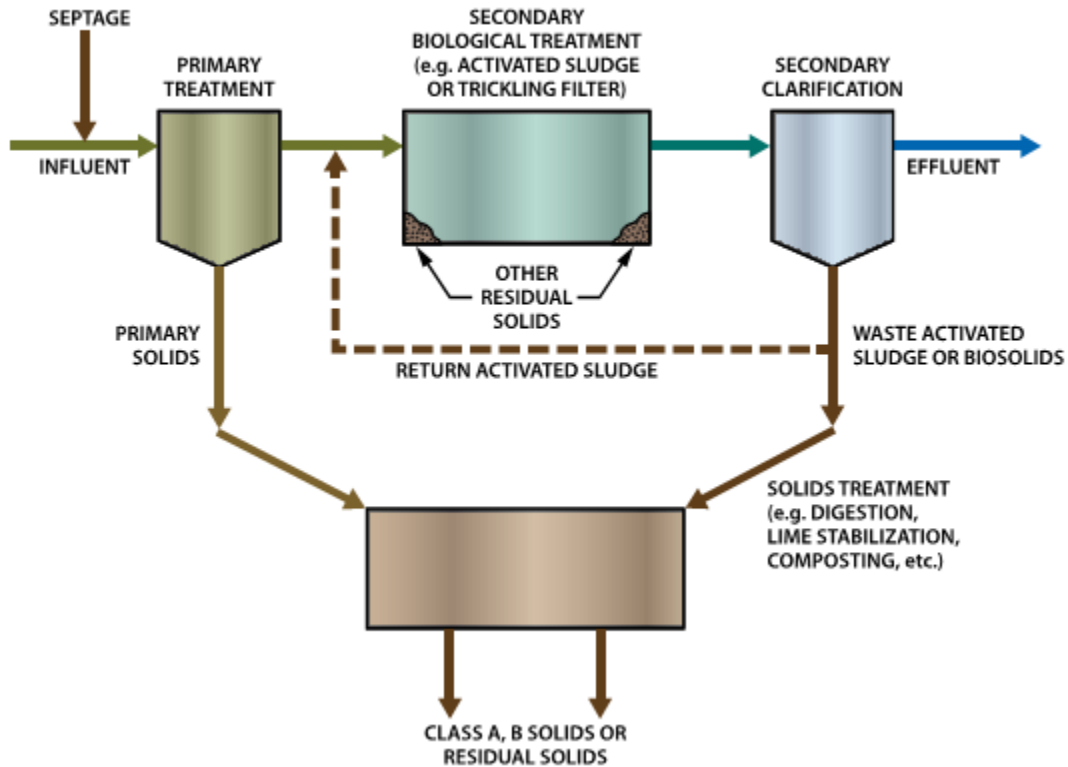 SEPTAGE
PRIMARY
TREATMENT
SECONDARY
BIOLOGICAL TREATMENT
(e.g. ACTIVATED SLUDGE
OR TRICKLING FILTER)
SECONDARY
CLARIFICATION
INFLUENT
EFFLUENT
OTHER
RESIDUAL
SOLIDS
PRIMARY
SOLIDS
RETURN ACTIVATED SLUDGE
WASTE ACTIVATED
SLUDGE OR BIOSOLIDS
SOLIDS TREATMENT
(e.g. DIGESTION,
LIME STABILIZATION,
COMPOSTING, etc.)
CLASS A, B SOLIDS OR
RESIDUAL SOLIDS